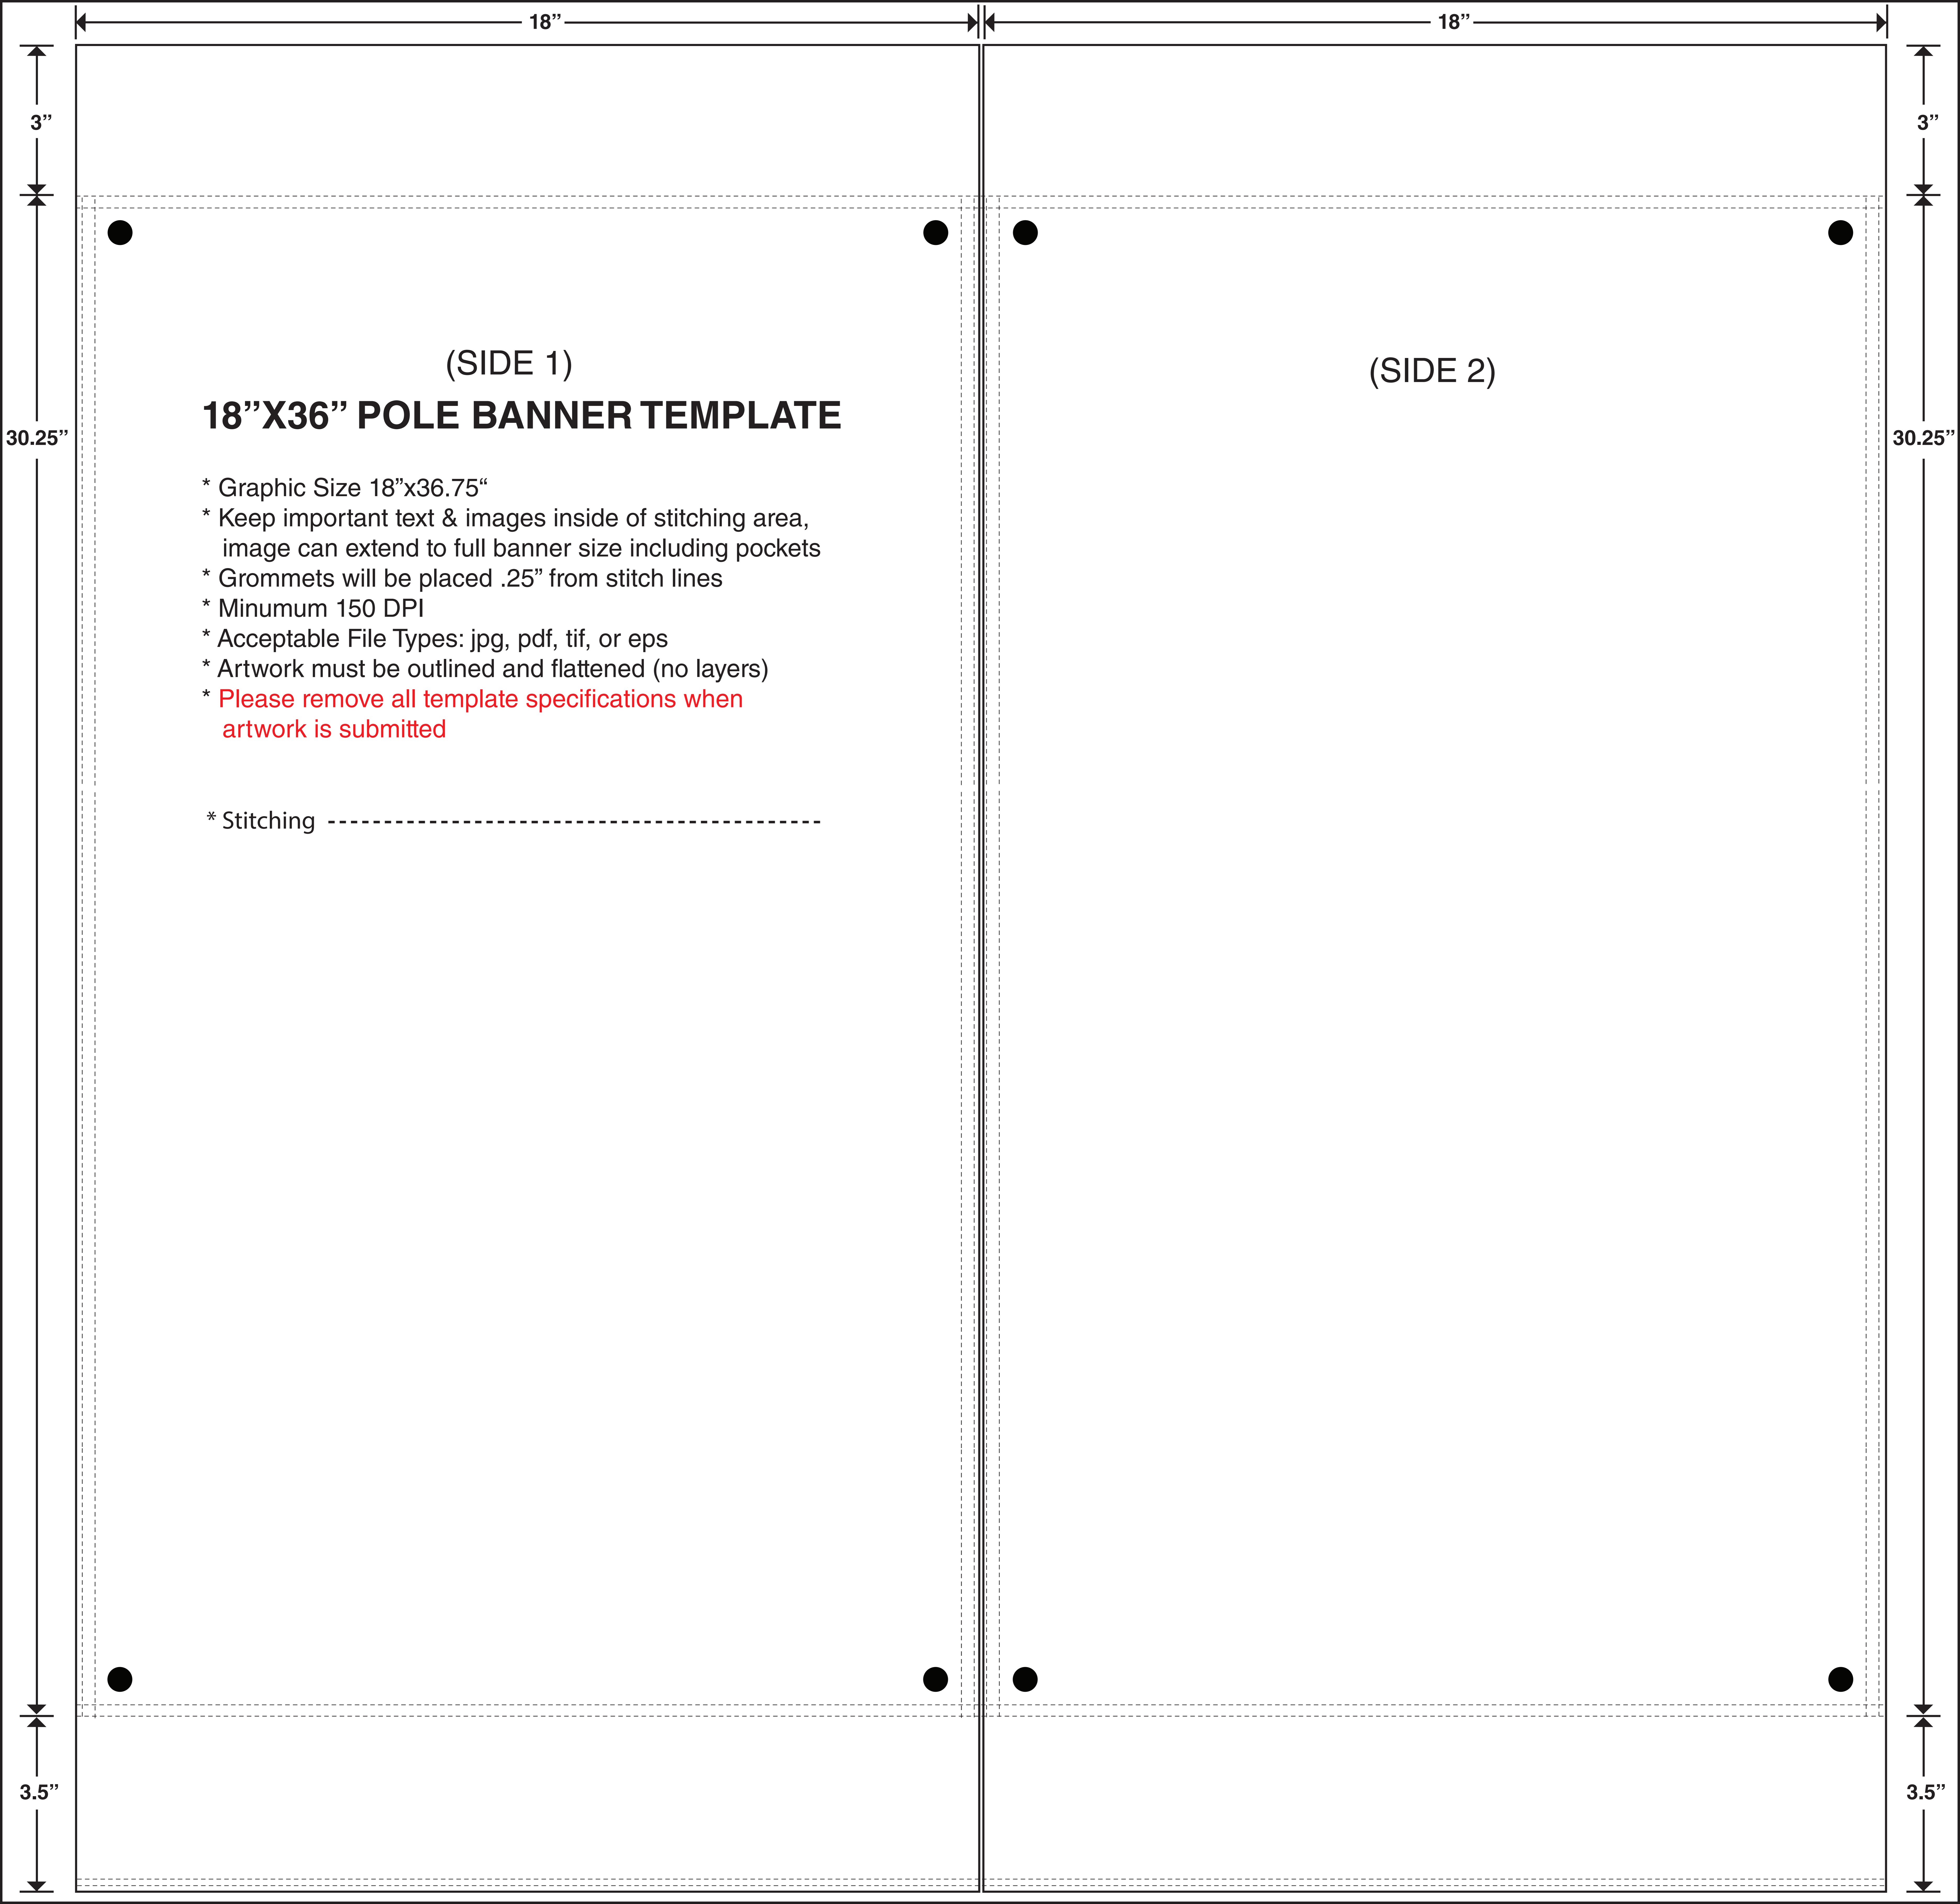 18” 18”
3” 3”
(SIDE 1)
(SIDE 2)
18”X36” POLE BANNER TEMPLATE
30.25” 30.25”
* Graphic Size 18”x36.75“
* Keep important text & images inside of stitching area,
image can extend to full banner size including pockets
* Grommets will be placed .25” from stitch lines
* Minumum 150 DPI
* Acceptable File Types: jpg, pdf, tif, or eps
* Artwork must be outlined and flattened (no layers)
* Please remove all template specifications when
artwork is submitted
* Stitching
3.5” 3.5”